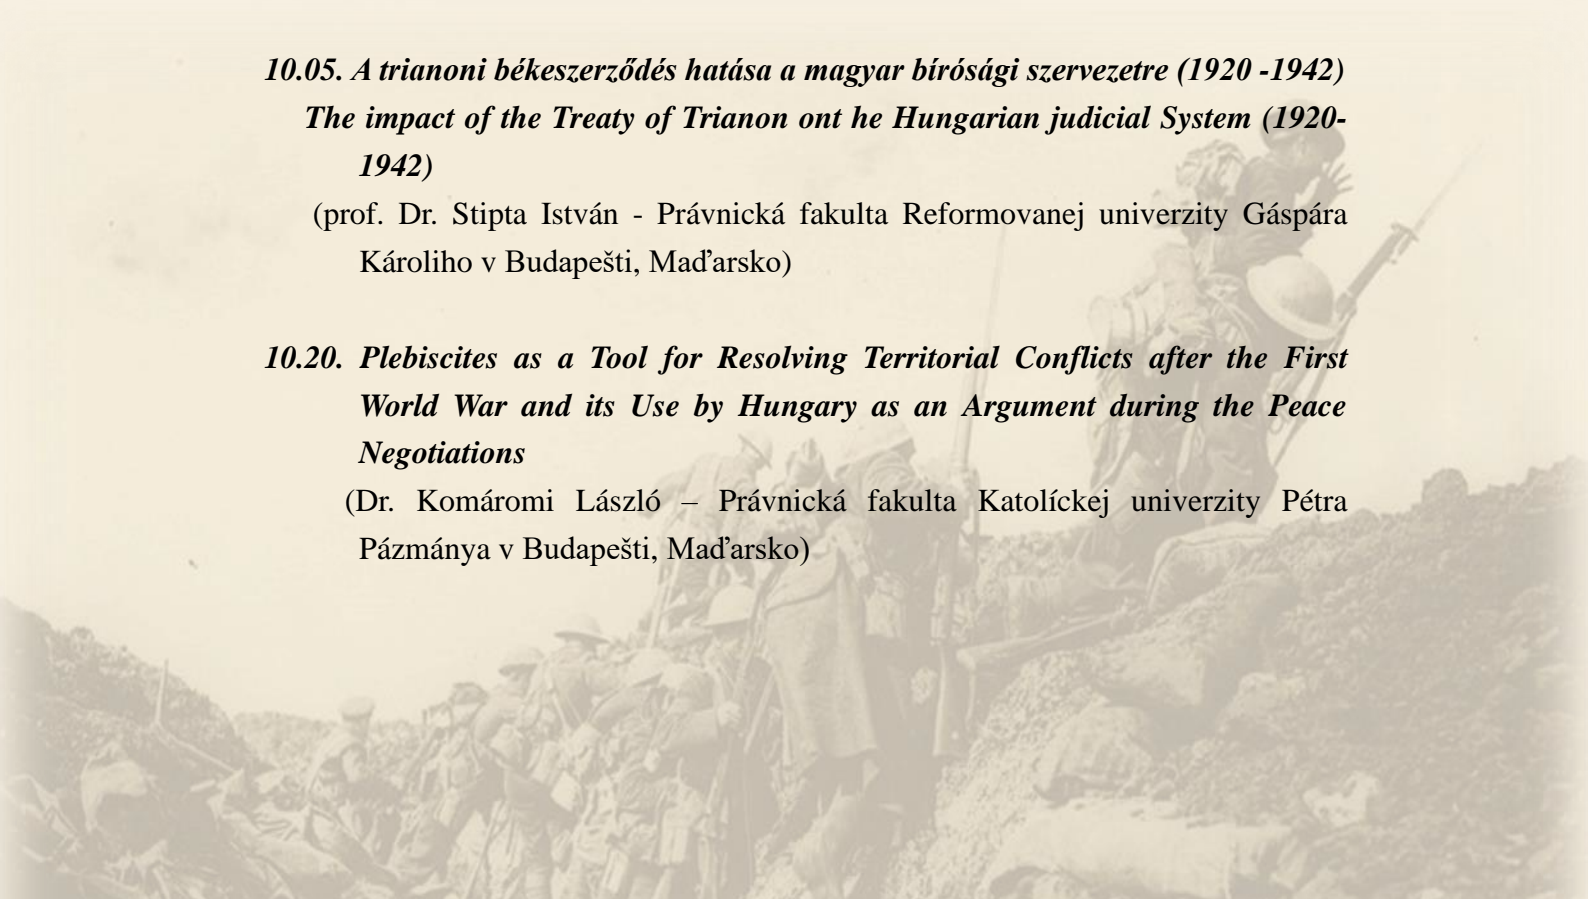 10.05. A trianoni békeszerződés hatása a magyar bírósági szervezetre (1920 -1942)
The impact of the Treaty of Trianon ont he Hungarian judicial System (1920-
1942)
(prof. Dr. Stipta István - Právnická fakulta Reformovanej univerzity Gáspára
Károliho v Budapešti, Maďarsko)
10.20. Plebiscites as a Tool for Resolving Territorial Conflicts after the First
World War and its Use by Hungary as an Argument during the Peace
Negotiations
(Dr. Komáromi László – Právnická fakulta Katolíckej univerzity Pétra
Pázmánya v Budapešti, Maďarsko)